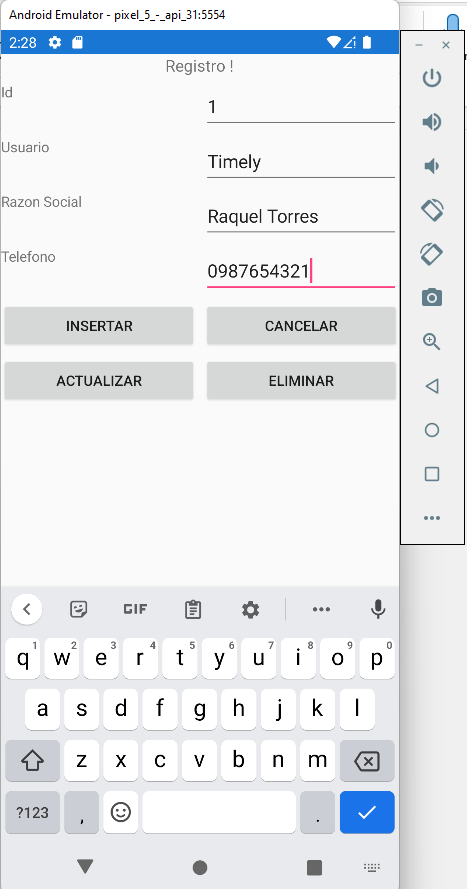 Android Emulator - pixel_5_-_api_31:5554
2:28
Registro !
Id
1
Usuario
Timely
Razon Social
Raquel Torres
Telefono
0987654321
INSERTAR CANCELAR
ACTUALIZAR ELIMINAR
GIF
q1 w2 e3 r4 t5 y6 u7 i8 o9 p0
a s d f g h j k l
z x c v b n m
?123 , .